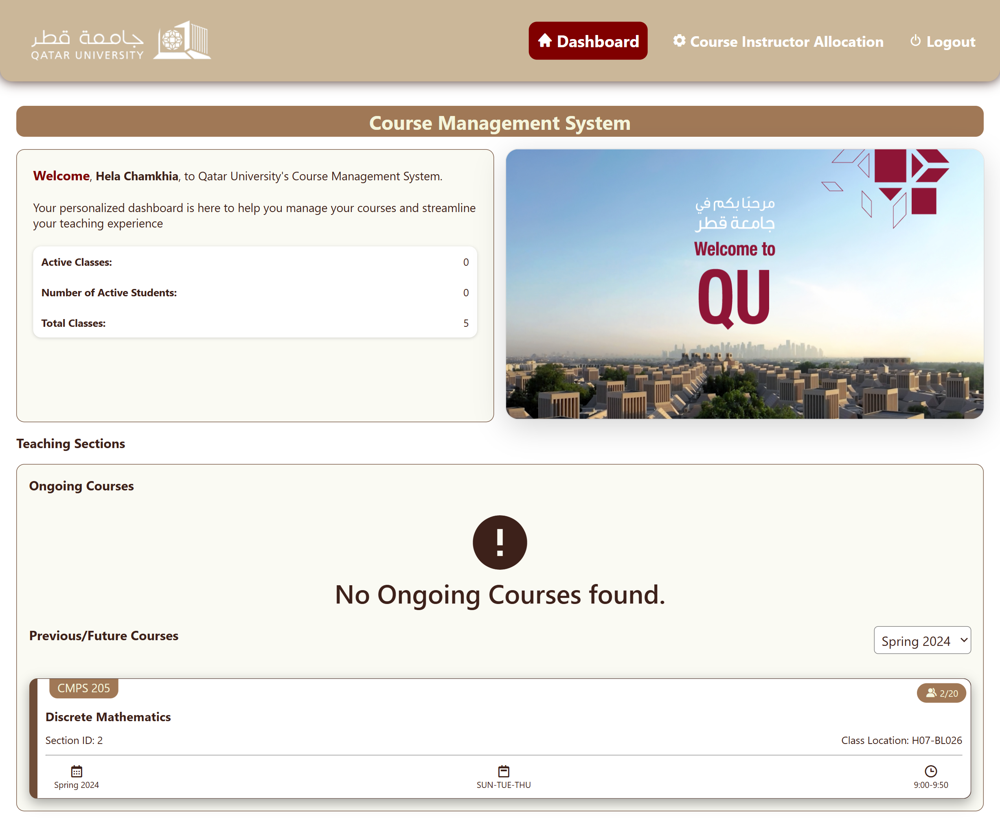 جامعة قطر
QATAR UNIVERSITY
Dashboard
Course Instructor Allocation
Logout
Course Management System
Welcome, Hela Chamkhia, to Qatar University's Course Management System.
Your personalized dashboard is here to help you manage your courses and streamline
your teaching experience
Active Classes: 0
Number of Active Students: 0
Total Classes: 5
مرحبًا بكم في
جامعة قطر
Welcome to
QU
Teaching Sections
Ongoing Courses
No Ongoing Courses found.
Previous/Future Courses
Spring 2024
CMPS 205
2/20
Discrete Mathematics
Section ID: 2
Class Location: H07-BL026
Spring 2024
SUN-TUE-THU
9:00-9:50